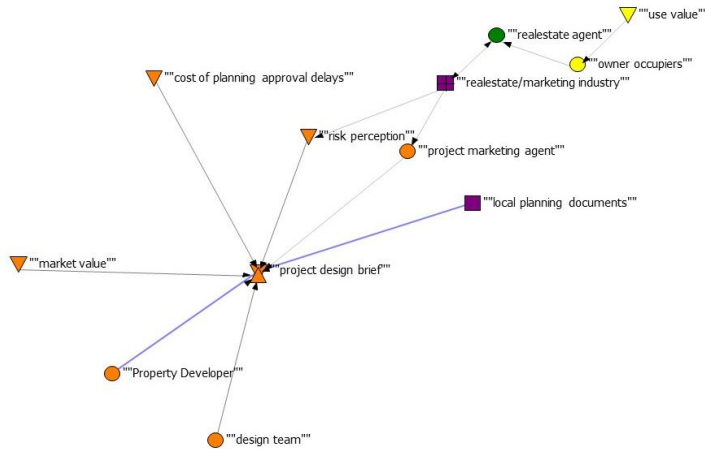 ""use value""
""realestate agent""
""owner occupiers""
""cost of planning approval delays""
""realestate/marketing industry""
""risk perception""
""project marketing agent""
""local planning documents""
""market value""
""project design brief""
""Property Developer""
""design team""